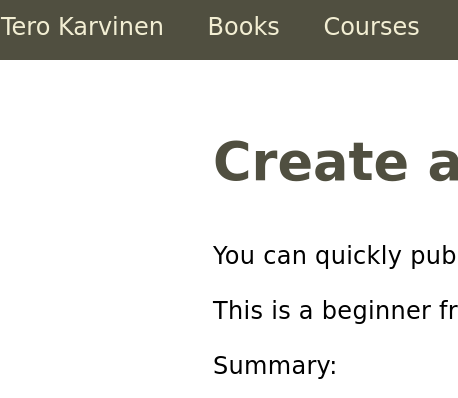 Tero Karvinen Books Courses
Create a
You can quickly pub
This is a beginner fr
Summary: